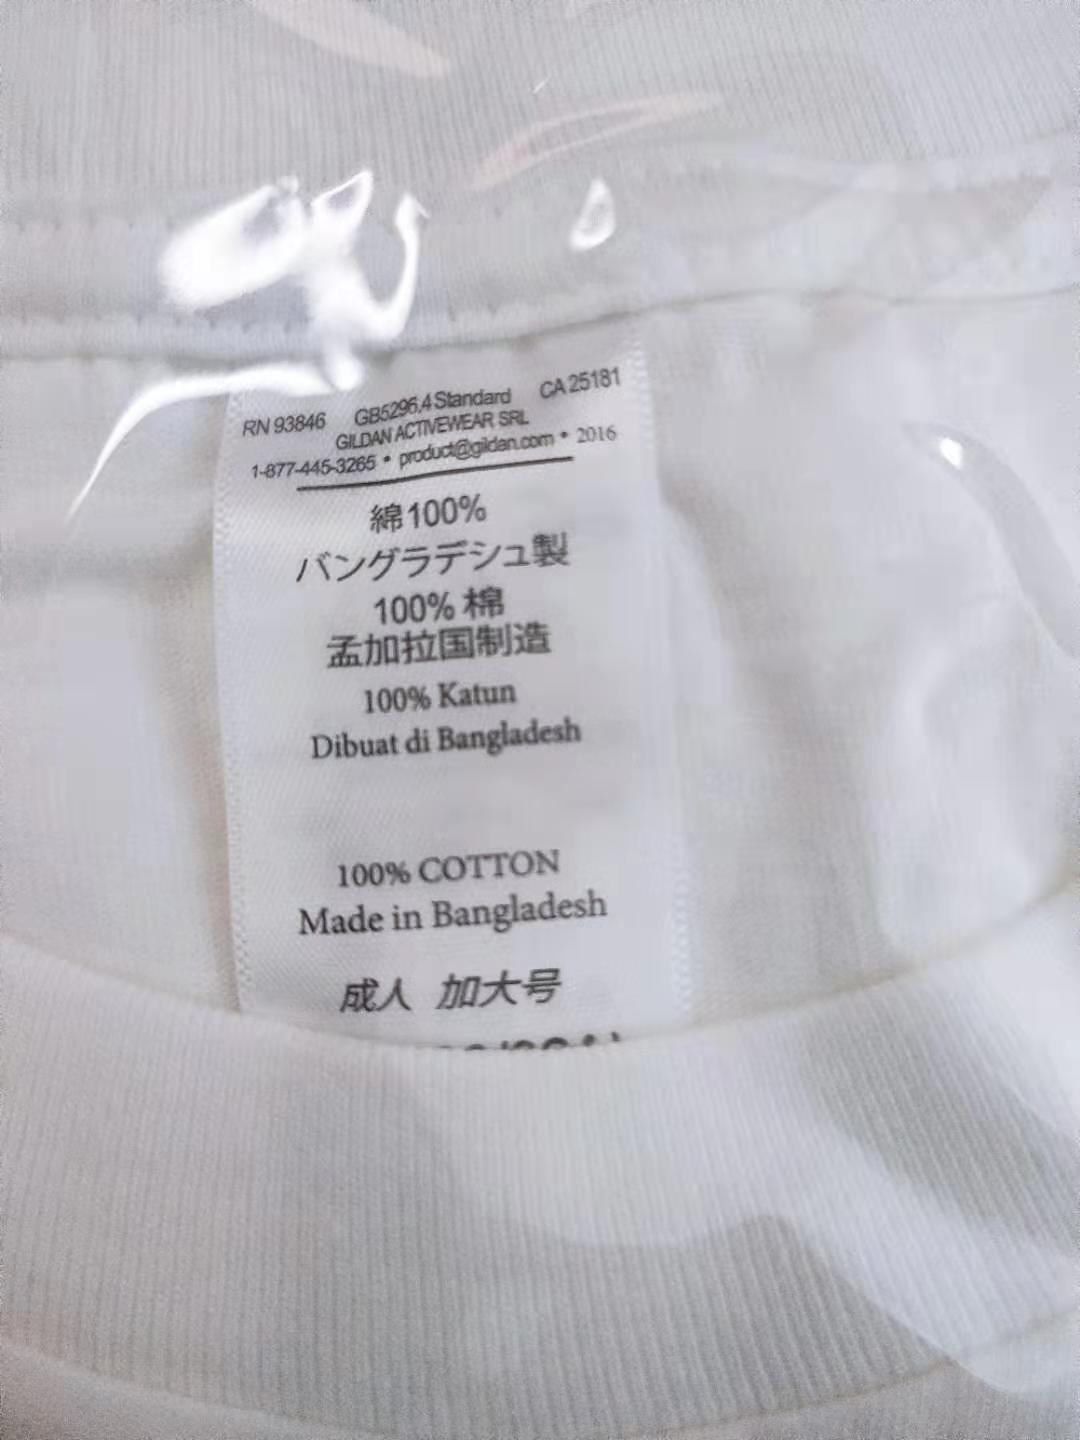 RN 93846 GB5296.4 Standard CA 25181
GILDAN ACTIVEWEAR SRL
1-877-445-3265 • product@gildan.com • 2016
綿100%
バングラデシュ製
100% 棉
孟加拉国制造
100% Katun
Dibuat di Bangladesh
100% COTTON
Made in Bangladesh
成人 加大号